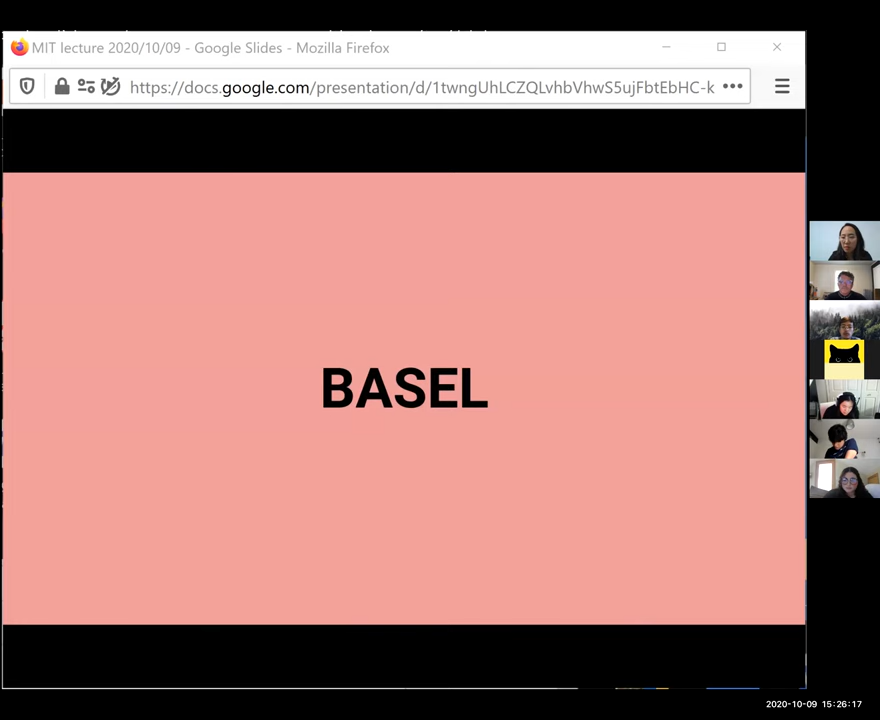 MIT lecture 2020/10/09 - Google Slides - Mozilla Firefox
https://docs.google.com/presentation/d/1twngUhLCZQLvhbVhwS5ujFbtEbHC-k
BASEL
2020-10-09 15:26:17